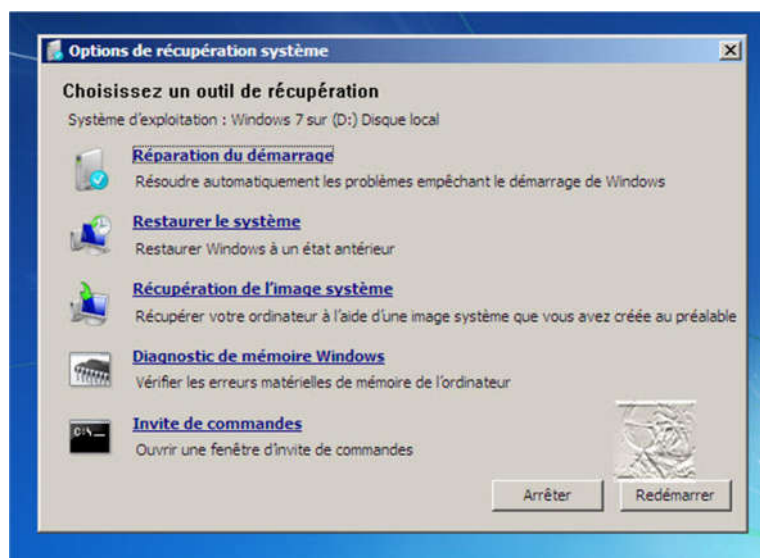 Options de récupération système
Choisissez un outil de récupération
Système d'exploitation : Windows 7 sur (D:) Disque local
Réparation du démarrage
Résoudre automatiquement les problèmes empêchant le démarrage de Windows
Restaurer le système
Restaurer Windows à un état antérieur
Récupération de l'image système
Récupérer votre ordinateur à l'aide d'une image système que vous avez créée au préalable
Diagnostic de mémoire Windows
Vérifier les erreurs matérielles de mémoire de l'ordinateur
C:\_
Invite de commandes
Ouvrir une fenêtre d'invite de commandes
Arrêter
Redémarrer